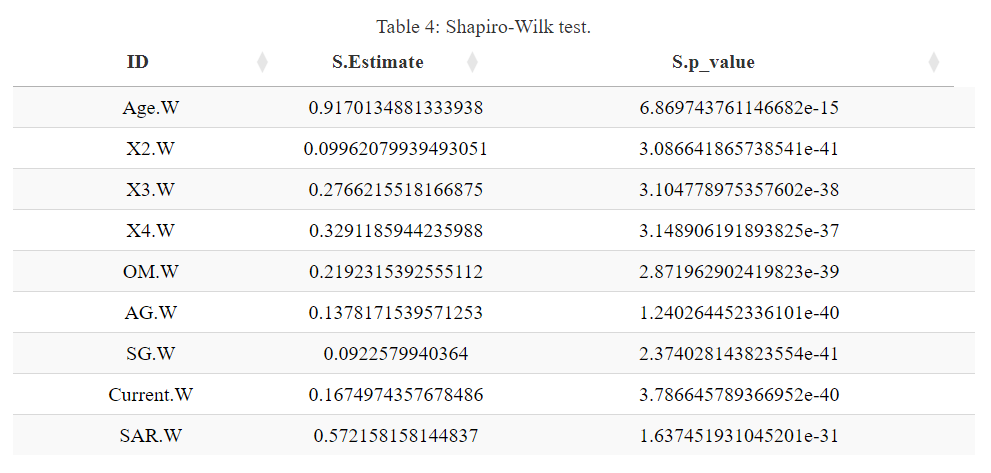 Table 4: Shapiro-Wilk test.
ID S.Estimate S.p_value
Age.W 0.9170134881333938 6.869743761146682e-15
X2.W 0.09962079939493051 3.086641865738541e-41
X3.W 0.2766215518166875 3.104778975357602e-38
X4.W 0.3291185944235988 3.148906191893825e-37
OM.W 0.2192315392555112 2.871962902419823e-39
AG.W 0.1378171539571253 1.240264452336101e-40
SG.W 0.0922579940364 2.374028143823554e-41
Current.W 0.1674974357678486 3.786645789366952e-40
SAR.W 0.572158158144837 1.637451931045201e-31